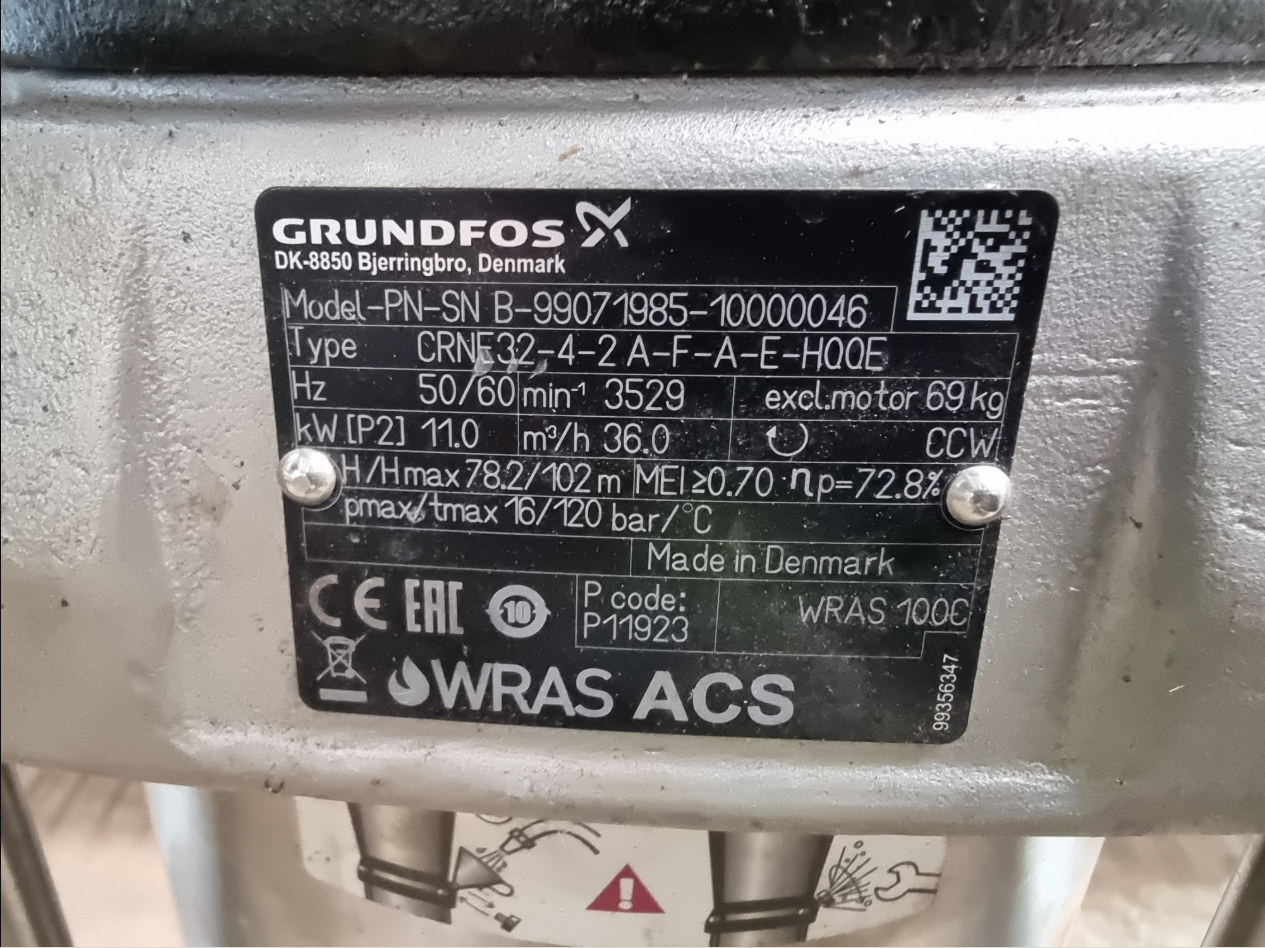 GRUNDFOS
DK-8850 Bjerringbro, Denmark
Model-PN-SN B-99071985-10000046
Type CRNE32-4-2 A-F-A-E-HQQE
Hz 50/60 min⁻¹ 3529 excl.motor 69 kg
kW [P2] 11.0 m³/h 36.0 CCW
H/Hmax 78.2/102 m MEI≥0.70 ηp=72.8%
pmax/tmax 16/120 bar/°C
Made in Denmark
CE EAC 10 P code: WRAS 100C
P11923
WRAS ACS
99356347